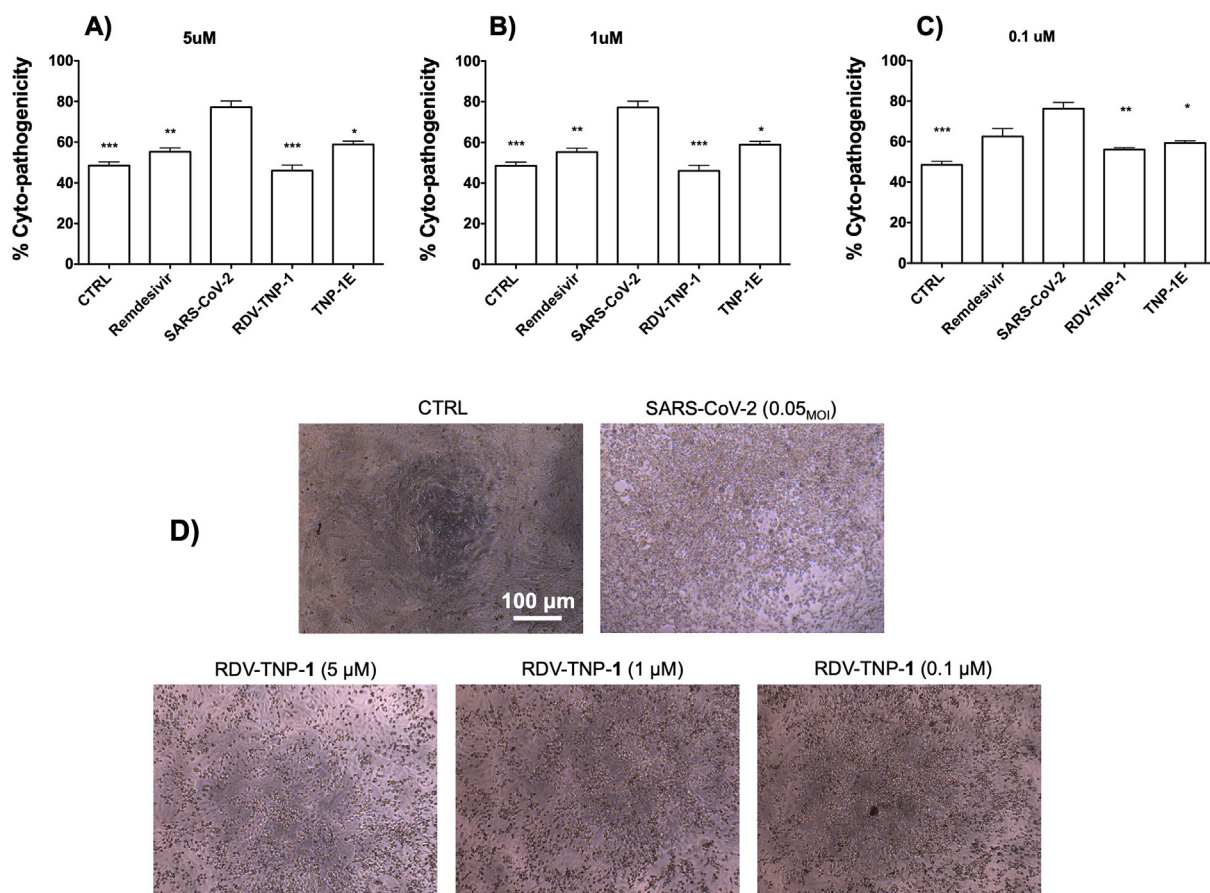 A)
5uM
% Cyto-pathogenicity
100
80
60
40
20
0
***
**
***
*
CTRL
Remdesivir
SARS-CoV-2
RDV-TNP-1
TNP-1E
B)
1uM
% Cyto-pathogenicity
100
80
60
40
20
0
***
**
***
*
CTRL
Remdesivir
SARS-CoV-2
RDV-TNP-1
TNP-1E
C)
0.1 uM
% Cyto-pathogenicity
100
80
60
40
20
0
***
**
*
CTRL
Remdesivir
SARS-CoV-2
RDV-TNP-1
TNP-1E
D)
CTRL
SARS-CoV-2 (0.05MOI)
100 µm
RDV-TNP-1 (5 µM)
RDV-TNP-1 (1 µM)
RDV-TNP-1 (0.1 µM)